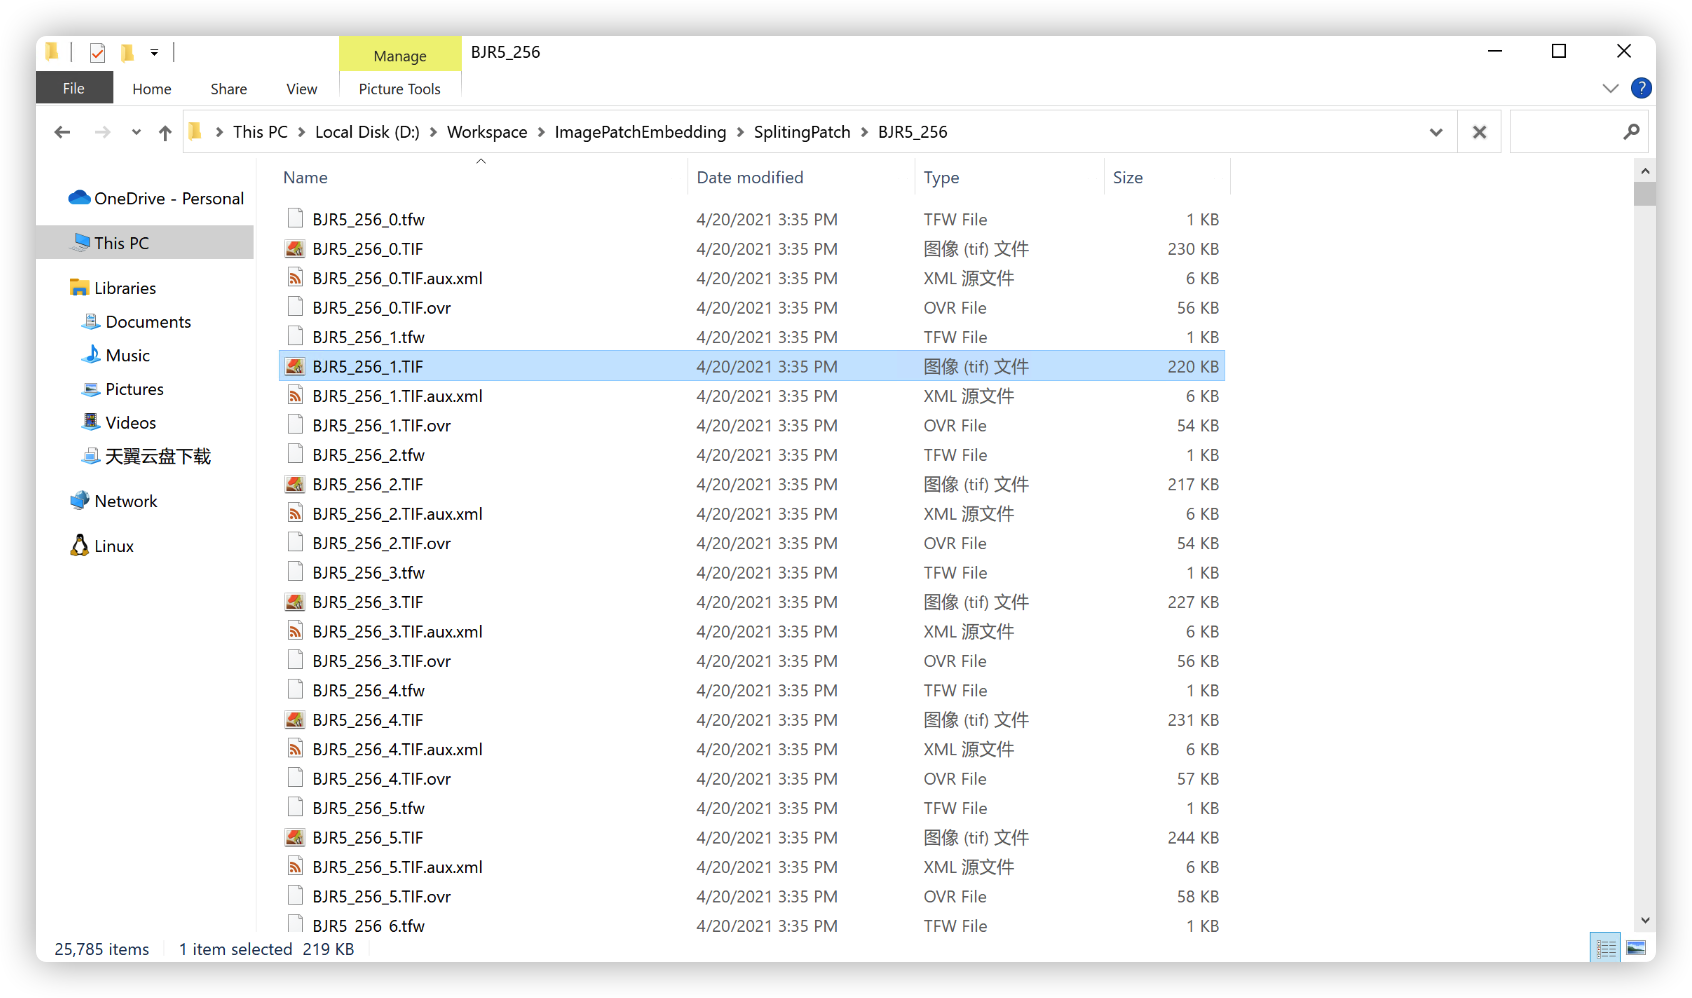 Manage BJR5_256
File Home Share View Picture Tools
This PC Local Disk (D:) Workspace ImagePatchEmbedding SplitingPatch BJR5_256
Name Date modified Type Size
OneDrive - Personal
This PC
Libraries
Documents
Music
Pictures
Videos
天翼云盘下载
Network
Linux
BJR5_256_0.tfw 4/20/2021 3:35 PM TFW File 1 KB
BJR5_256_0.TIF 4/20/2021 3:35 PM 图像 (tif) 文件 230 KB
BJR5_256_0.TIF.aux.xml 4/20/2021 3:35 PM XML 源文件 6 KB
BJR5_256_0.TIF.ovr 4/20/2021 3:35 PM OVR File 56 KB
BJR5_256_1.tfw 4/20/2021 3:35 PM TFW File 1 KB
BJR5_256_1.TIF 4/20/2021 3:35 PM 图像 (tif) 文件 220 KB
BJR5_256_1.TIF.aux.xml 4/20/2021 3:35 PM XML 源文件 6 KB
BJR5_256_1.TIF.ovr 4/20/2021 3:35 PM OVR File 54 KB
BJR5_256_2.tfw 4/20/2021 3:35 PM TFW File 1 KB
BJR5_256_2.TIF 4/20/2021 3:35 PM 图像 (tif) 文件 217 KB
BJR5_256_2.TIF.aux.xml 4/20/2021 3:35 PM XML 源文件 6 KB
BJR5_256_2.TIF.ovr 4/20/2021 3:35 PM OVR File 54 KB
BJR5_256_3.tfw 4/20/2021 3:35 PM TFW File 1 KB
BJR5_256_3.TIF 4/20/2021 3:35 PM 图像 (tif) 文件 227 KB
BJR5_256_3.TIF.aux.xml 4/20/2021 3:35 PM XML 源文件 6 KB
BJR5_256_3.TIF.ovr 4/20/2021 3:35 PM OVR File 56 KB
BJR5_256_4.tfw 4/20/2021 3:35 PM TFW File 1 KB
BJR5_256_4.TIF 4/20/2021 3:35 PM 图像 (tif) 文件 231 KB
BJR5_256_4.TIF.aux.xml 4/20/2021 3:35 PM XML 源文件 6 KB
BJR5_256_4.TIF.ovr 4/20/2021 3:35 PM OVR File 57 KB
BJR5_256_5.tfw 4/20/2021 3:35 PM TFW File 1 KB
BJR5_256_5.TIF 4/20/2021 3:35 PM 图像 (tif) 文件 244 KB
BJR5_256_5.TIF.aux.xml 4/20/2021 3:35 PM XML 源文件 6 KB
BJR5_256_5.TIF.ovr 4/20/2021 3:35 PM OVR File 58 KB
BJR5_256_6.tfw 4/20/2021 3:35 PM TFW File 1 KB
25,785 items 1 item selected 219 KB